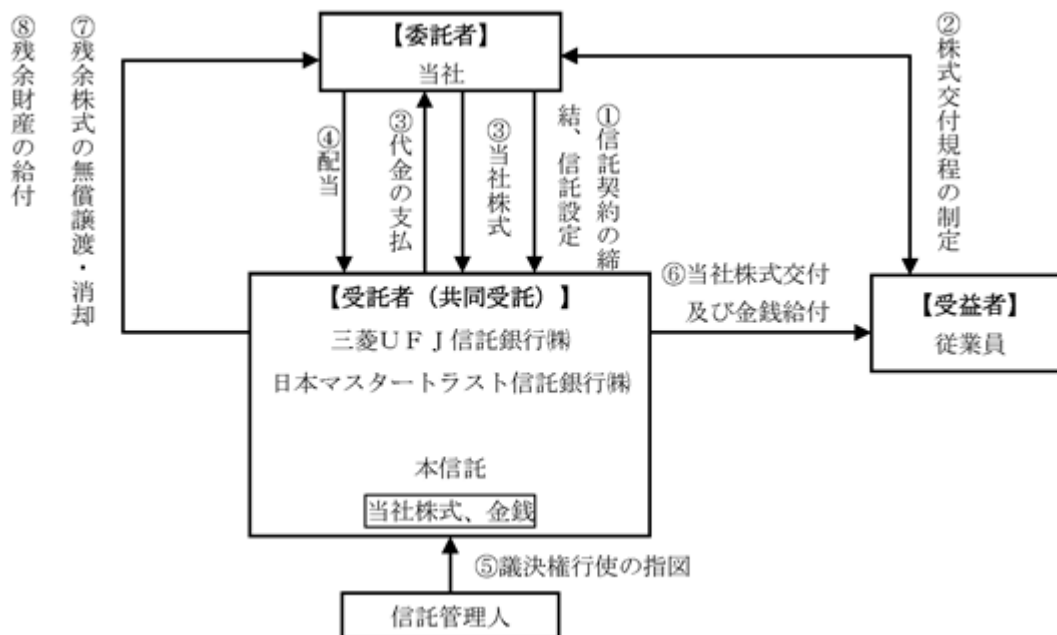 ⑧残余財産の給付
⑦残余株式の無償譲渡・消却
【委託者】
当社
②株式交付規程の制定
④配当
③代金の支払
③当社株式
①信託契約の締
結、信託設定
【受託者（共同受託）】
三菱ＵＦＪ信託銀行㈱
日本マスタートラスト信託銀行㈱
本信託
当社株式、金銭
⑥当社株式交付
及び金銭給付
【受益者】
従業員
⑤議決権行使の指図
信託管理人